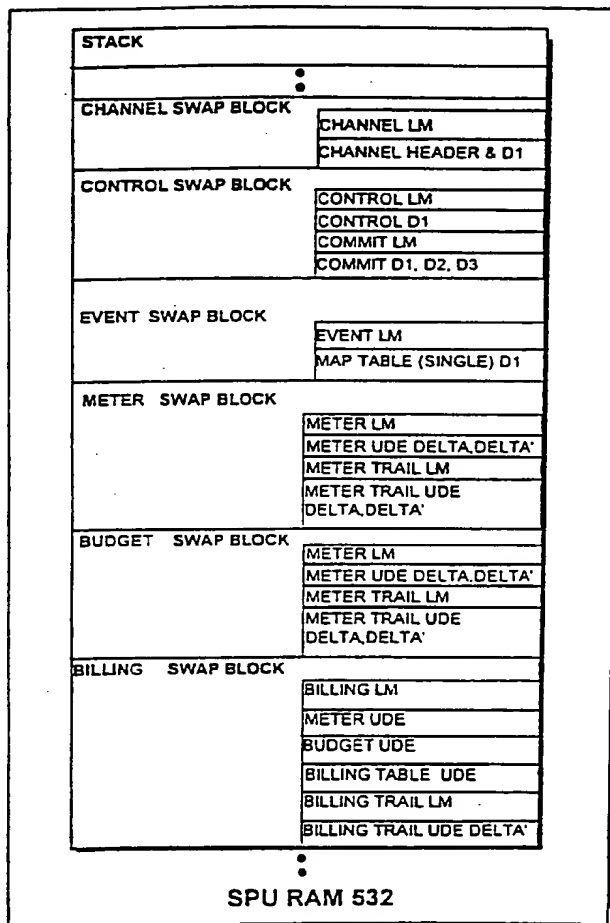 STACK
CHANNEL SWAP BLOCK
CHANNEL LM
CHANNEL HEADER & D1
CONTROL SWAP BLOCK
CONTROL LM
CONTROL D1
COMMIT LM
COMMIT D1, D2, D3
EVENT SWAP BLOCK
EVENT LM
MAP TABLE (SINGLE) D1
METER SWAP BLOCK
METER LM
METER UDE DELTA,DELTA'
METER TRAIL LM
METER TRAIL UDE
DELTA,DELTA'
BUDGET SWAP BLOCK
METER LM
METER UDE DELTA,DELTA'
METER TRAIL LM
METER TRAIL UDE
DELTA,DELTA'
BILLING SWAP BLOCK
BILLING LM
METER UDE
BUDGET UDE
BILLING TABLE UDE
BILLING TRAIL LM
BILLING TRAIL UDE DELTA'
SPU RAM 532